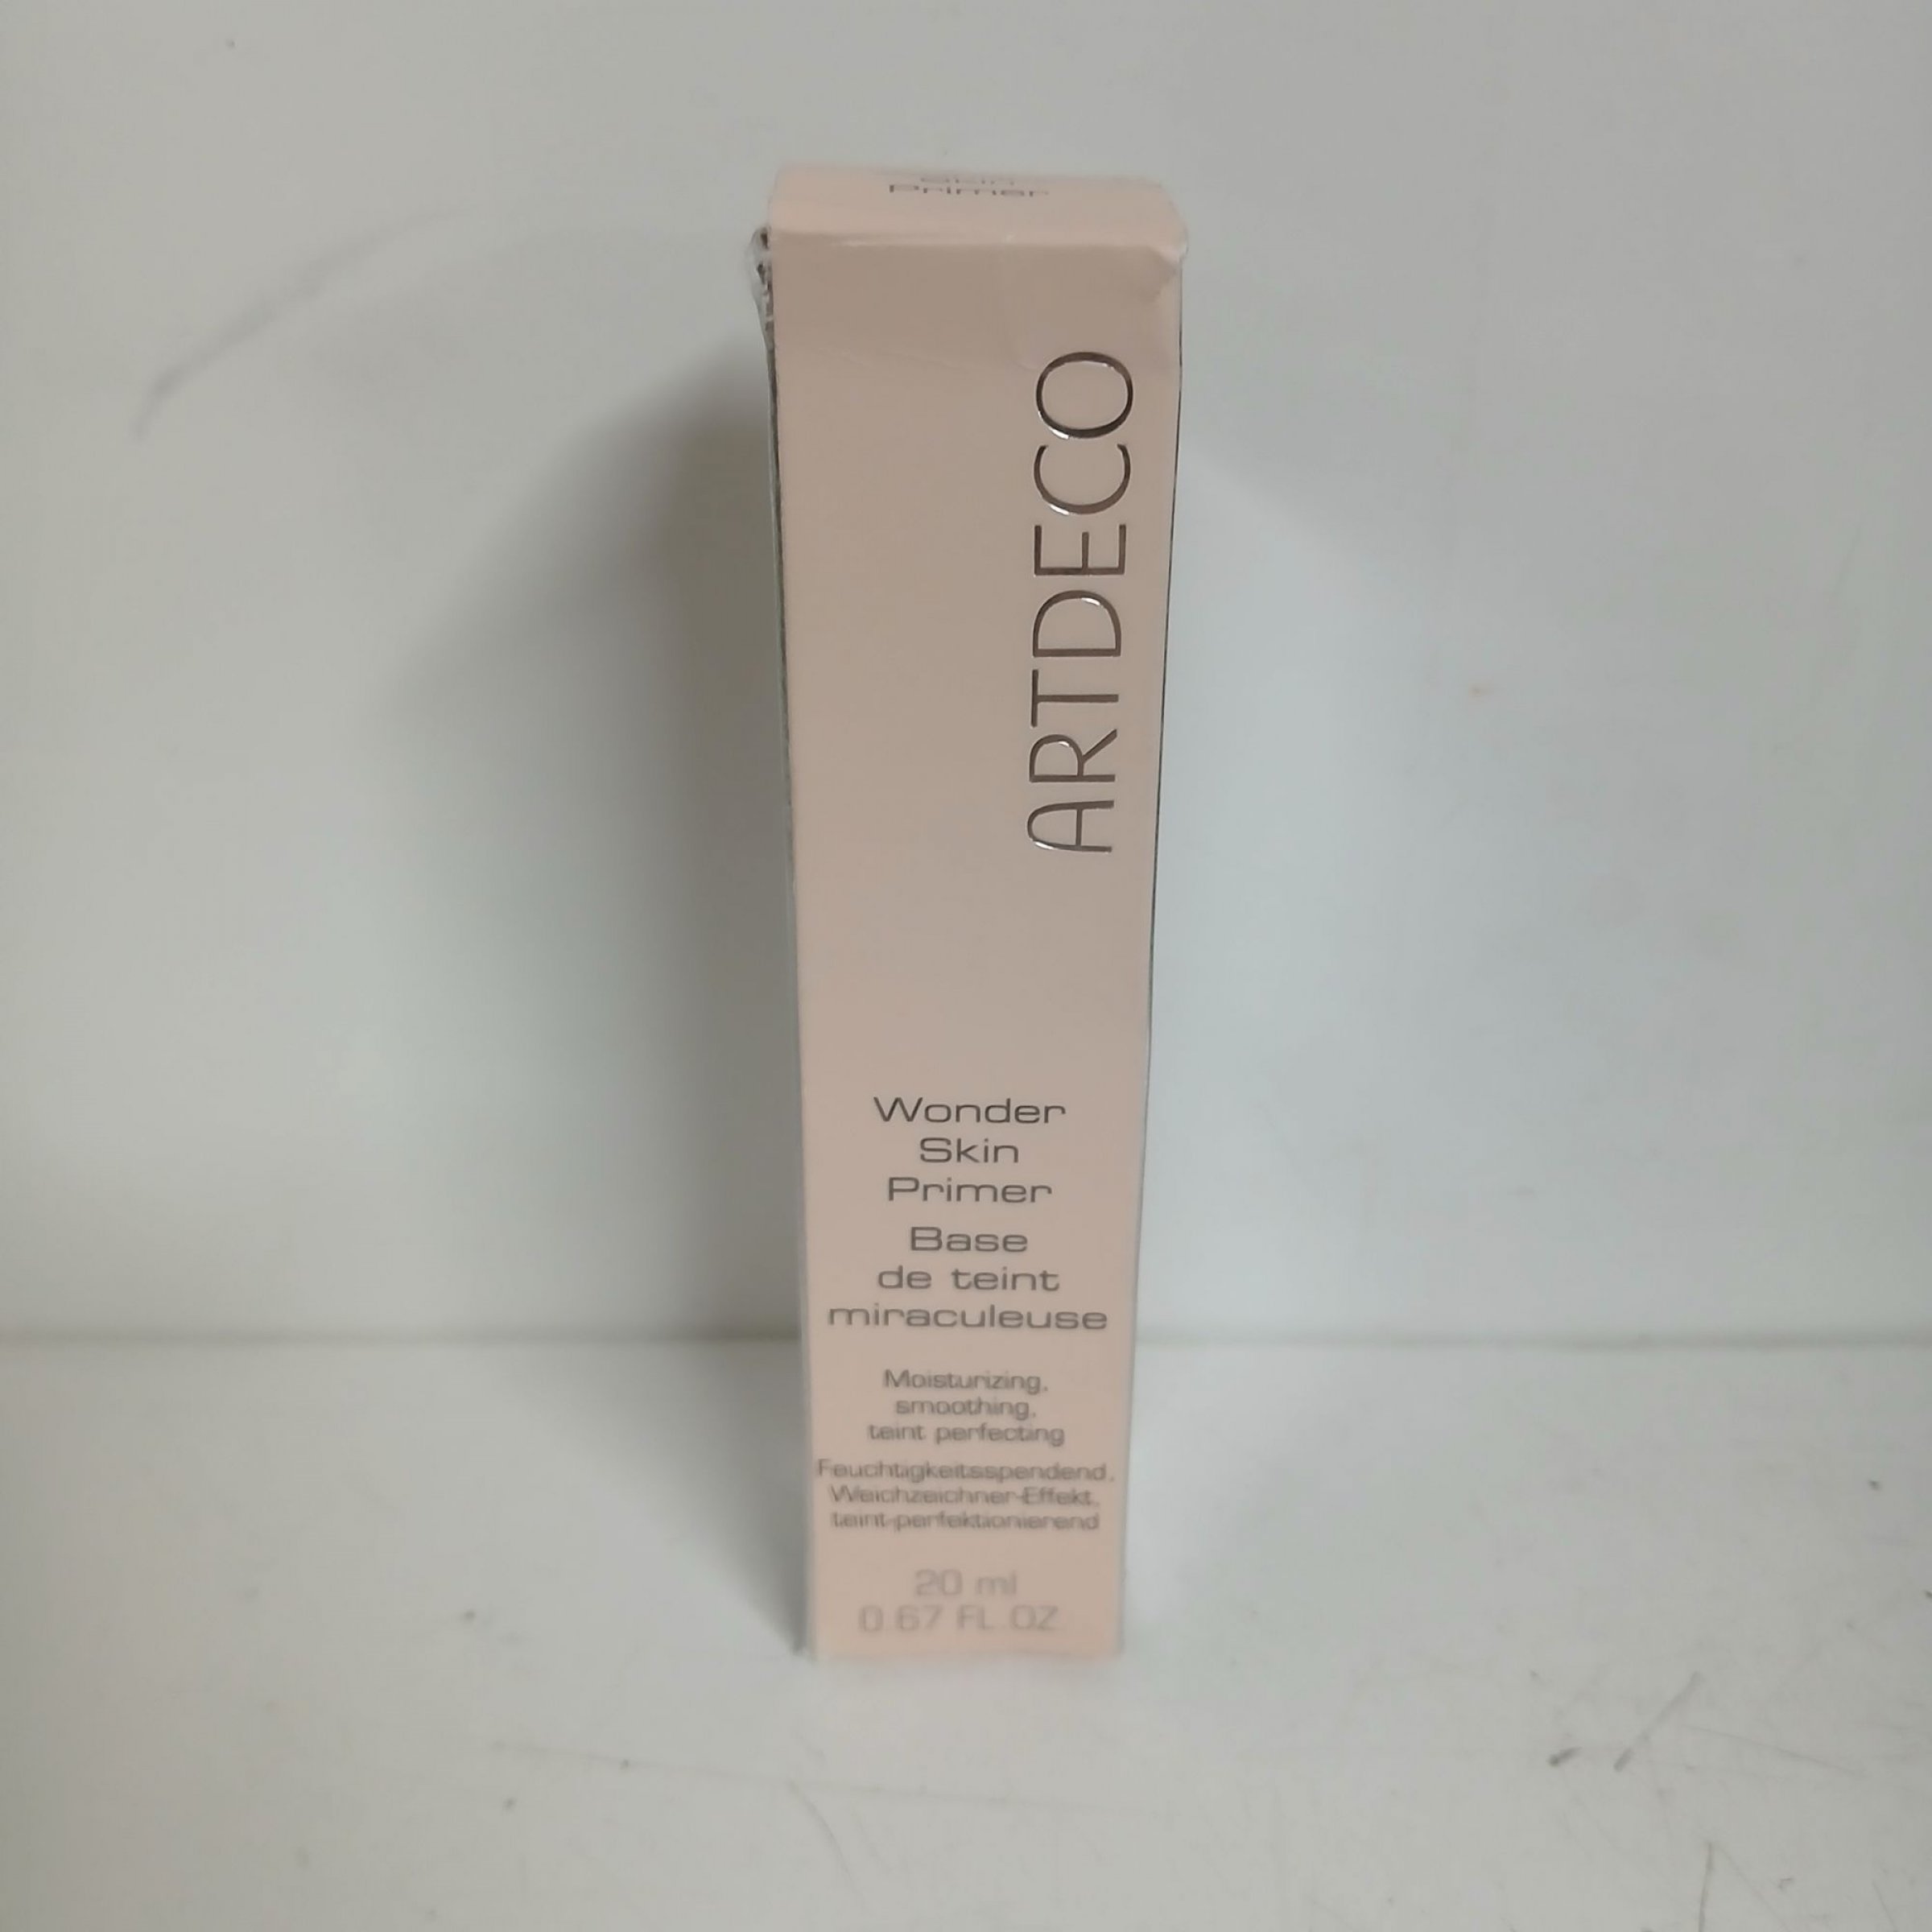 Skin
Primer
ARTDECO
Wonder
Skin
Primer
Base
de teint
miraculeuse
Moisturizing,
smoothing,
teint perfecting
Feuchtigkeitsspendend,
Weichzeichner-Effekt,
teint-perfektionierend
20 ml
0.67 FL OZ